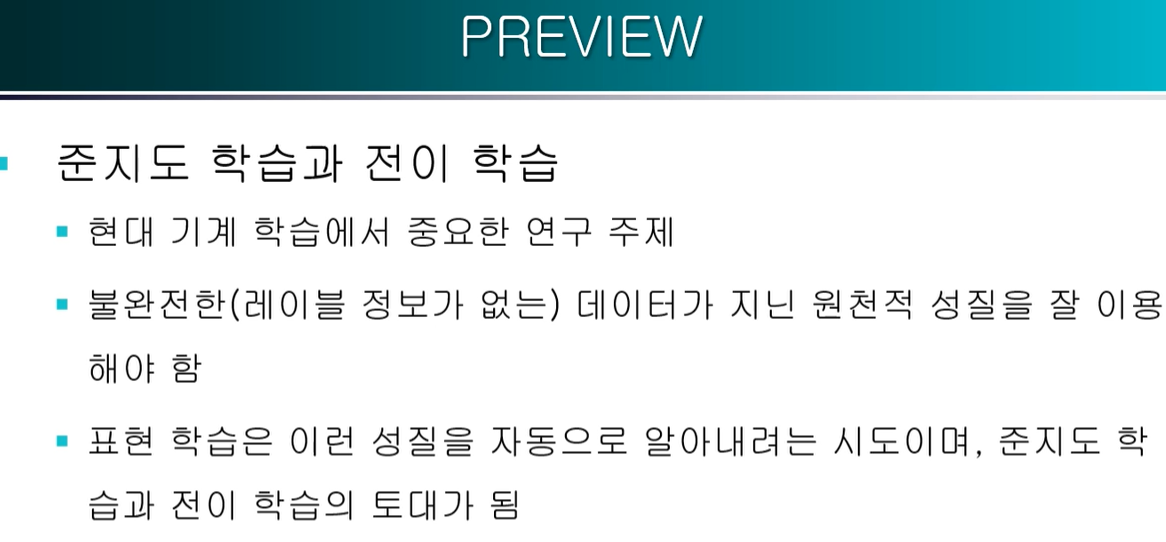 PREVIEW
준지도 학습과 전이 학습
현대 기계 학습에서 중요한 연구 주제
불완전한(레이블 정보가 없는) 데이터가 지닌 원천적 성질을 잘 이용
해야 함
표현 학습은 이런 성질을 자동으로 알아내려는 시도이며, 준지도 학
습과 전이 학습의 토대가 됨